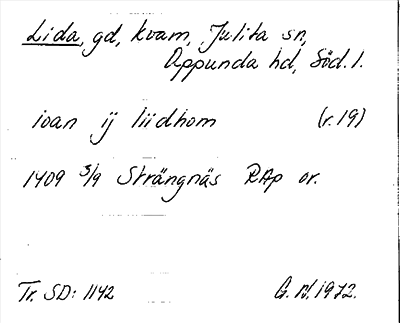 Lida, gd, kvarn, Julita sn,
Oppunda hd, Söd. l.
ioan ij liidhom (r. 19)
1409 3/9 Strängnäs RAp or.
Tr. SD: 1142 G. N. 1972.